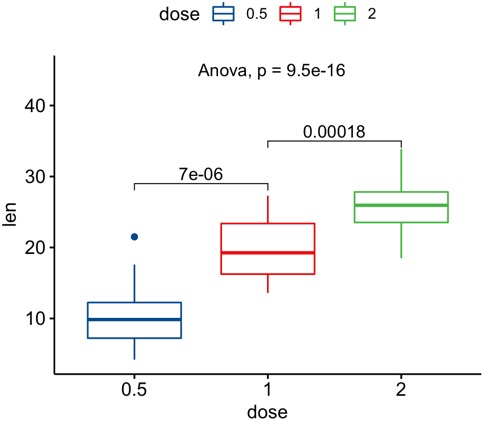 dose 0.5 1 2
Anova, p = 9.5e-16
40
0.00018
30
7e-06
20
10
len
0.5 1 2
dose